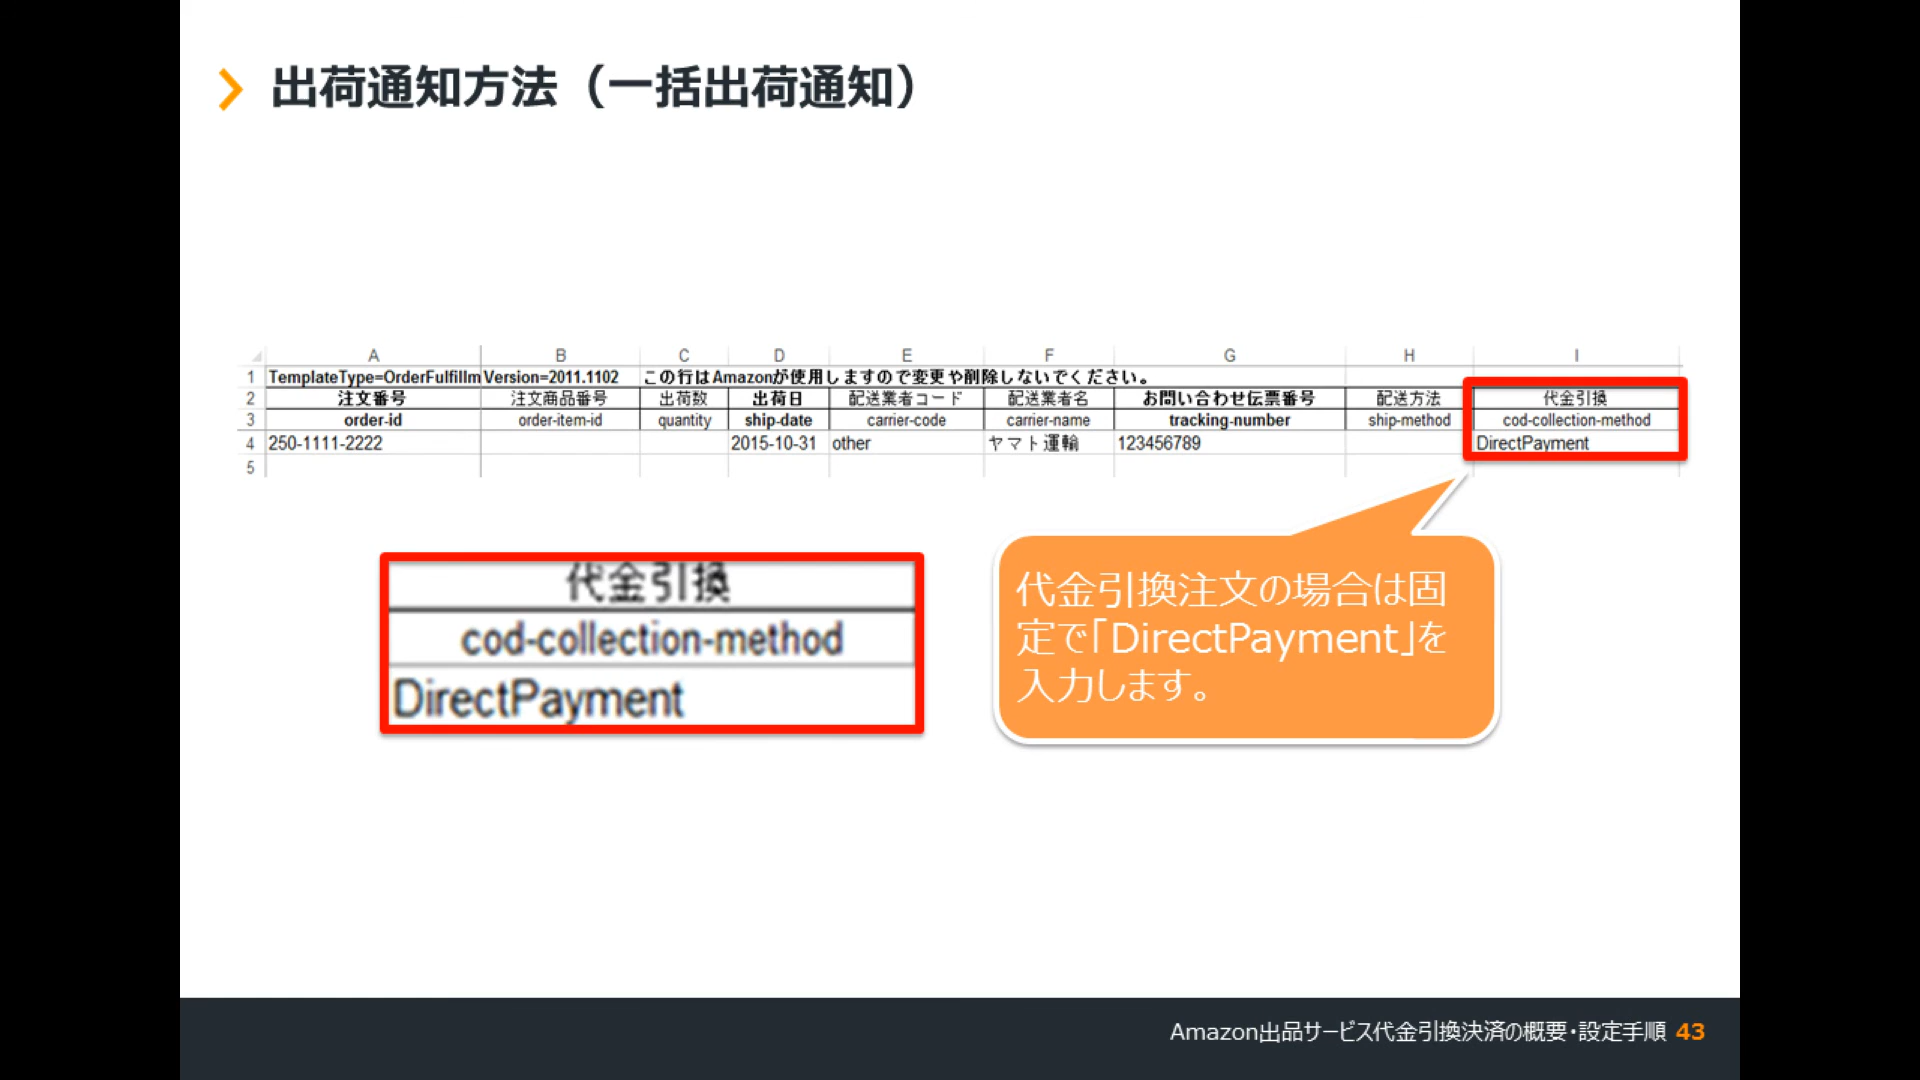 出荷通知方法（一括出荷通知）
A B C D E F G H I
1 TemplateType=OrderFulfillm Version=2011.1102 この行はAmazonが使用しますので変更や削除しないでください。
2 注文番号 注文商品番号 出荷数 出荷日 配送業者コード 配送業者名 お問い合わせ伝票番号 配送方法 代金引換
3 order-id order-item-id quantity ship-date carrier-code carrier-name tracking-number ship-method cod-collection-method
4 250-1111-2222 2015-10-31 other ヤマト運輸 123456789 DirectPayment
5
代金引換
cod-collection-method
DirectPayment
代金引換注文の場合は固
定で「DirectPayment」を
入力します。
Amazon出品サービス代金引換決済の概要・設定手順 43